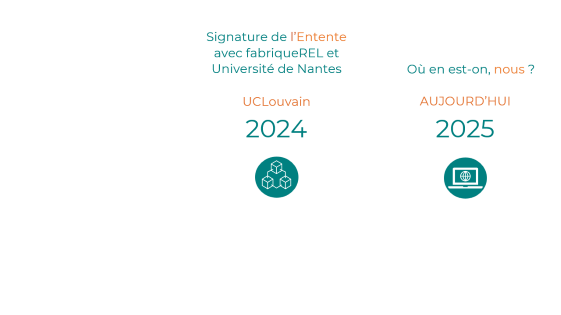 Signature de l'Entente
avec fabriqueREL et
Université de Nantes
UCLouvain
2024
Où en est-on, nous ?
AUJOURD'HUI
2025